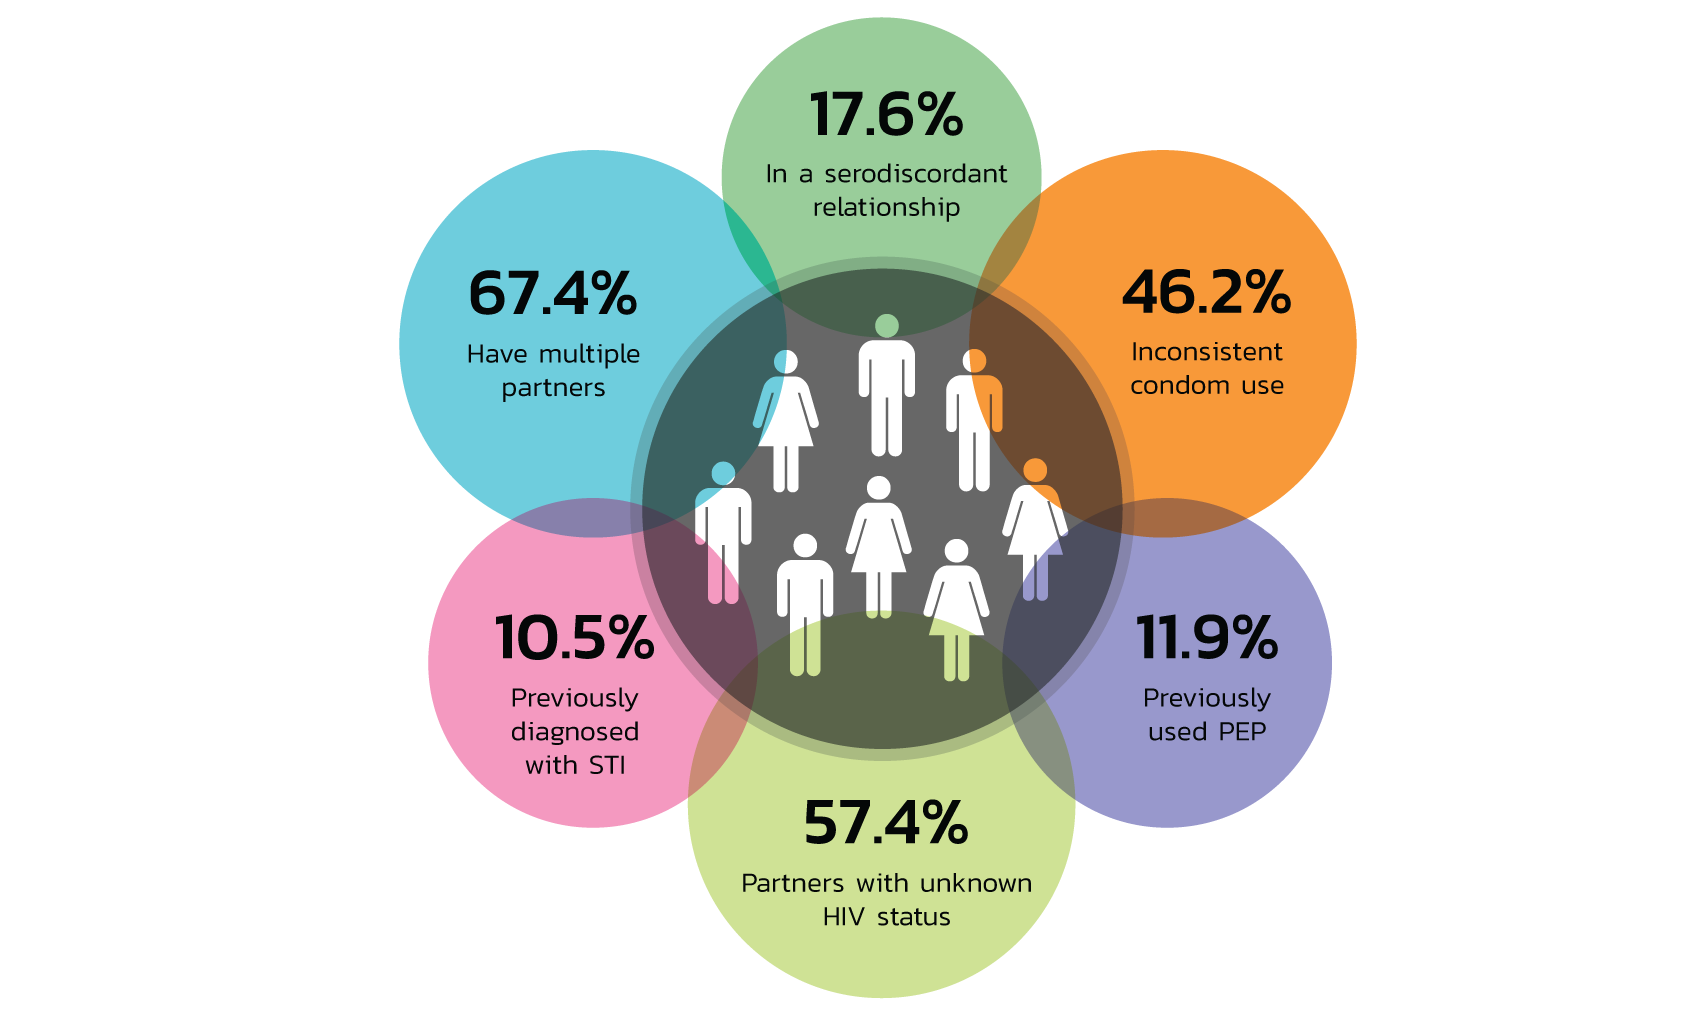 17.6%
In a serodiscordant
relationship
67.4%
Have multiple
partners
46.2%
Inconsistent
condom use
10.5%
Previously
diagnosed
with STI
11.9%
Previously
used PEP
57.4%
Partners with unknown
HIV status